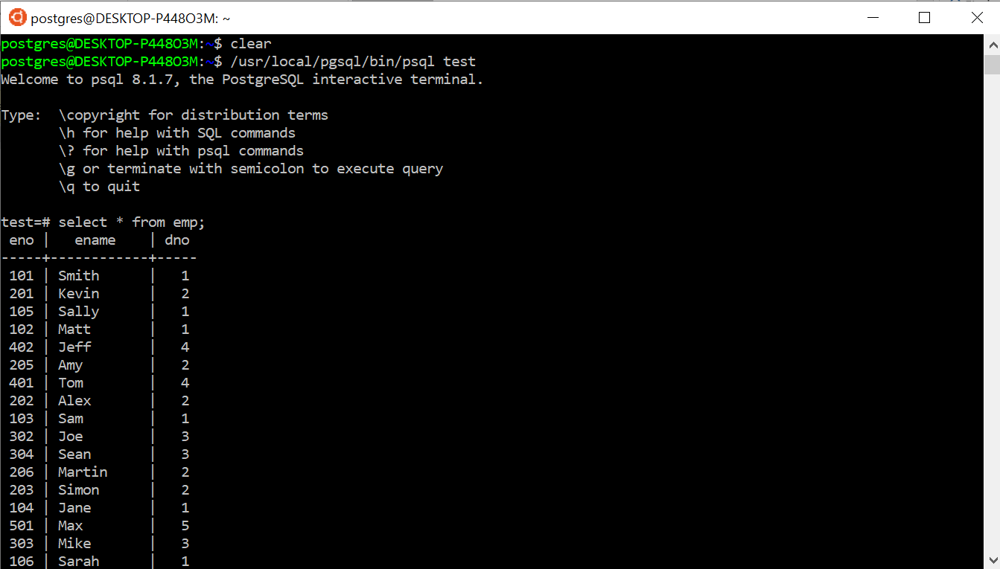 postgres@DESKTOP-P448O3M: ~
postgres@DESKTOP-P448O3M:~$ clear
postgres@DESKTOP-P448O3M:~$ /usr/local/pgsql/bin/psql test
Welcome to psql 8.1.7, the PostgreSQL interactive terminal.
Type:  \copyright for distribution terms
       \h for help with SQL commands
       \? for help with psql commands
       \g or terminate with semicolon to execute query
       \q to quit
test=# select * from emp;
 eno |   ename    | dno
-----+------------+-----
 101 | Smith      |   1
 201 | Kevin      |   2
 105 | Sally      |   1
 102 | Matt       |   1
 402 | Jeff       |   4
 205 | Amy        |   2
 401 | Tom        |   4
 202 | Alex       |   2
 103 | Sam        |   1
 302 | Joe        |   3
 304 | Sean       |   3
 206 | Martin     |   2
 203 | Simon      |   2
 104 | Jane       |   1
 501 | Max        |   5
 303 | Mike       |   3
 106 | Sarah      |   1